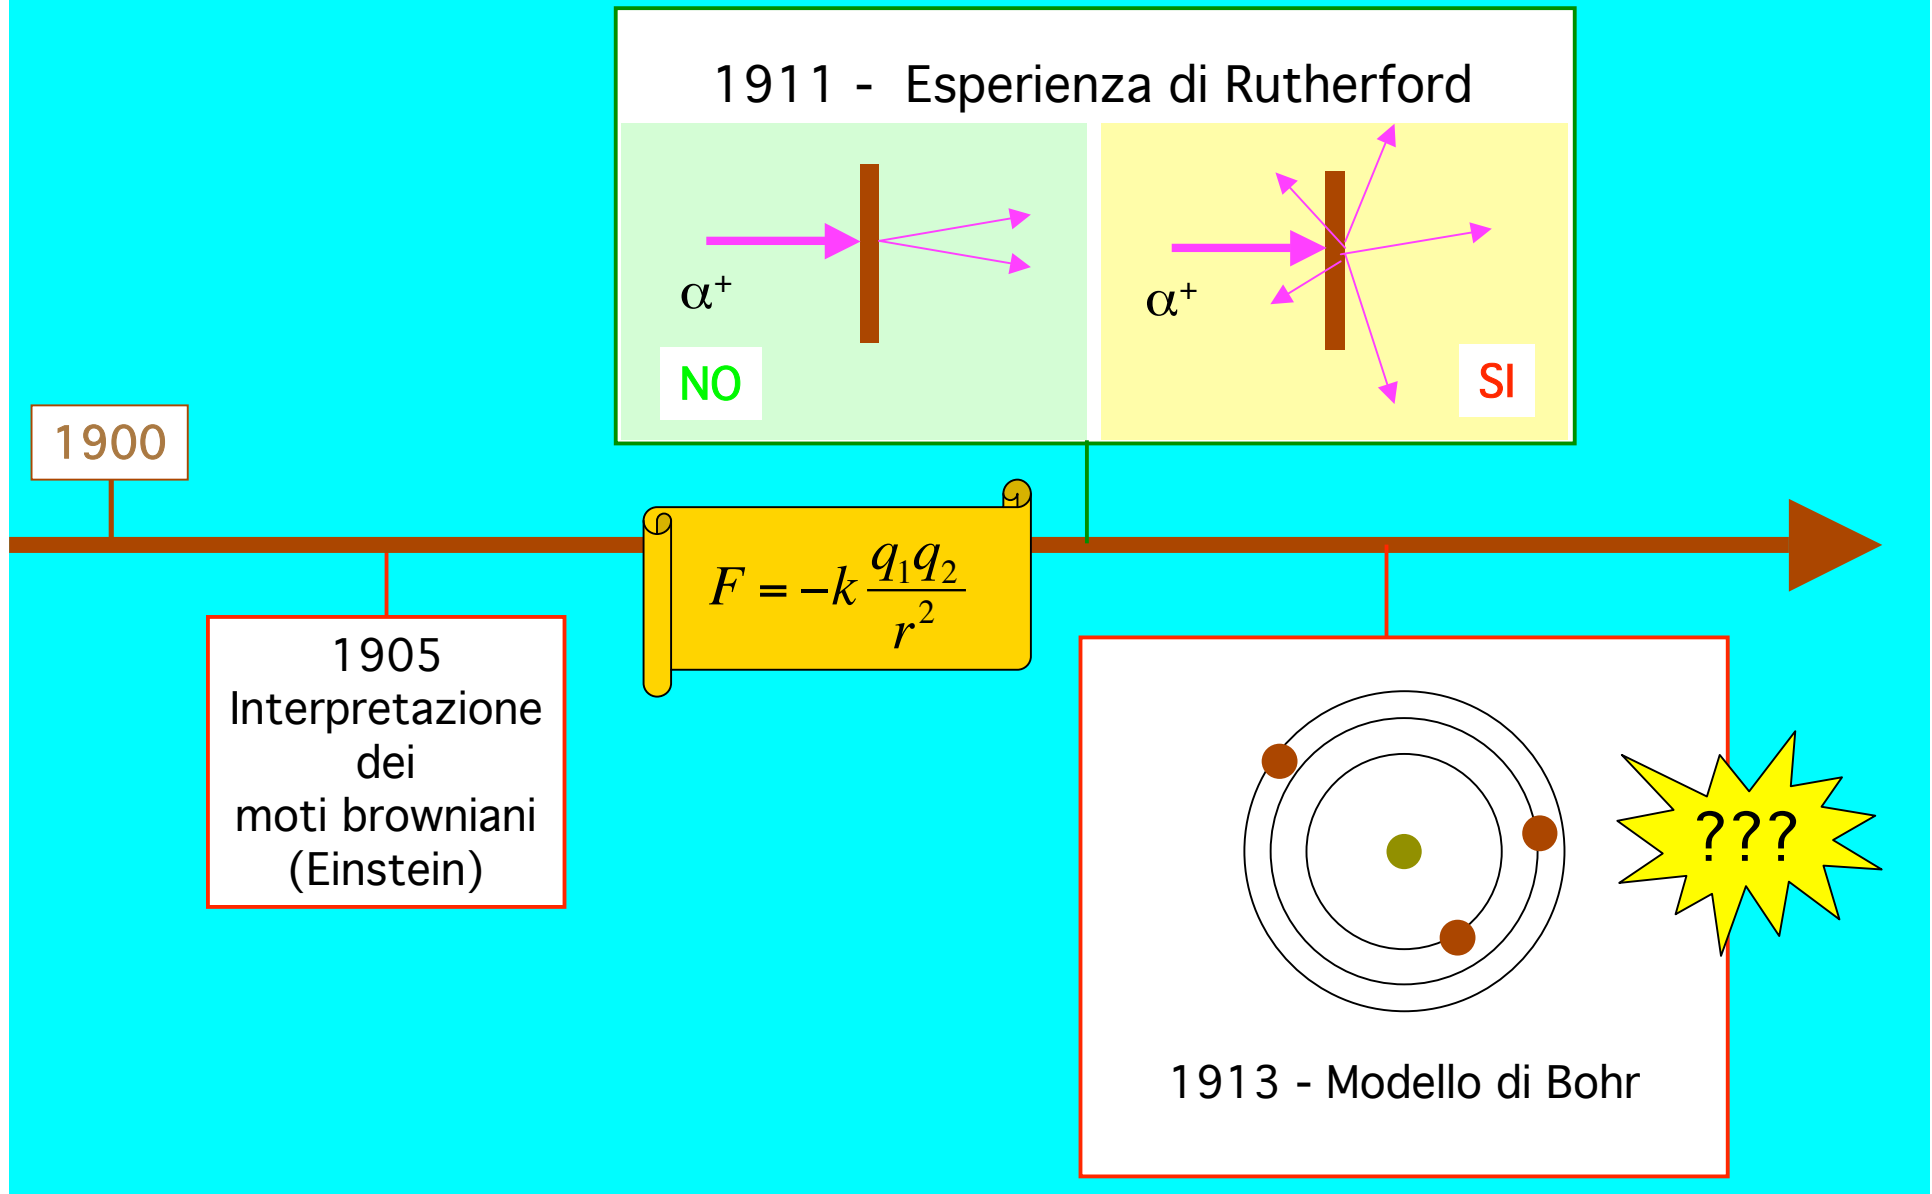 1911 - Esperienza di Rutherford
α⁺
NO
α⁺
SI
1900
F = −k q₁q₂ / r²
1905
Interpretazione
dei
moti browniani
(Einstein)
???
1913 - Modello di Bohr